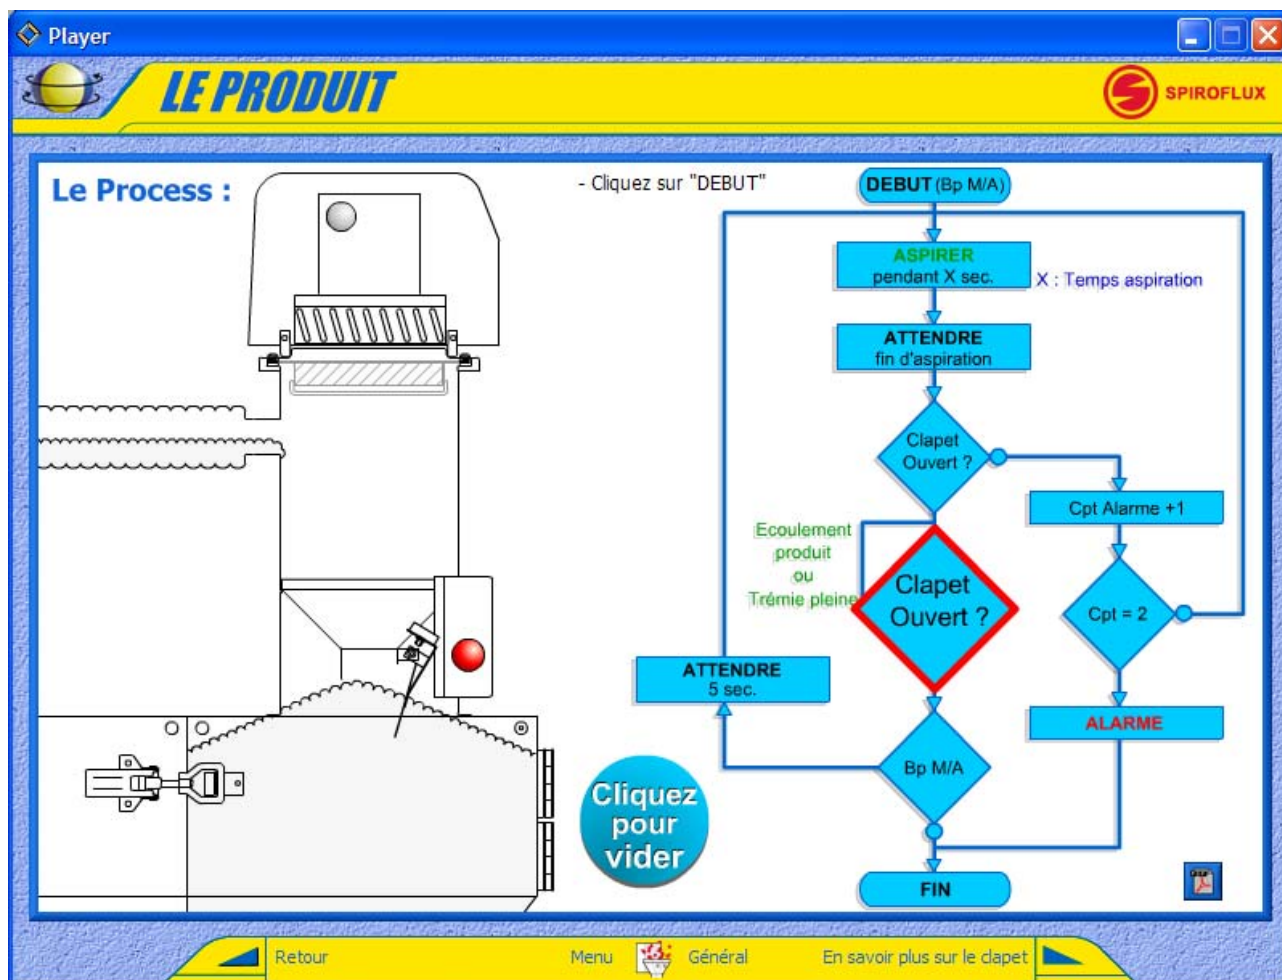 Player
LE PRODUIT
SPIROFLUX
Le Process :
- Cliquez sur "DEBUT"
DEBUT (Bp M/A)
ASPIRER
pendant X sec.
X : Temps aspiration
ATTENDRE
fin d'aspiration
Clapet
Ouvert ?
Cpt Alarme +1
Ecoulement
produit
ou
Trémie pleine
Clapet
Ouvert ?
Cpt = 2
ATTENDRE
5 sec.
ALARME
Bp M/A
Cliquez
pour
vider
FIN
Retour
Menu
Général
En savoir plus sur le clapet